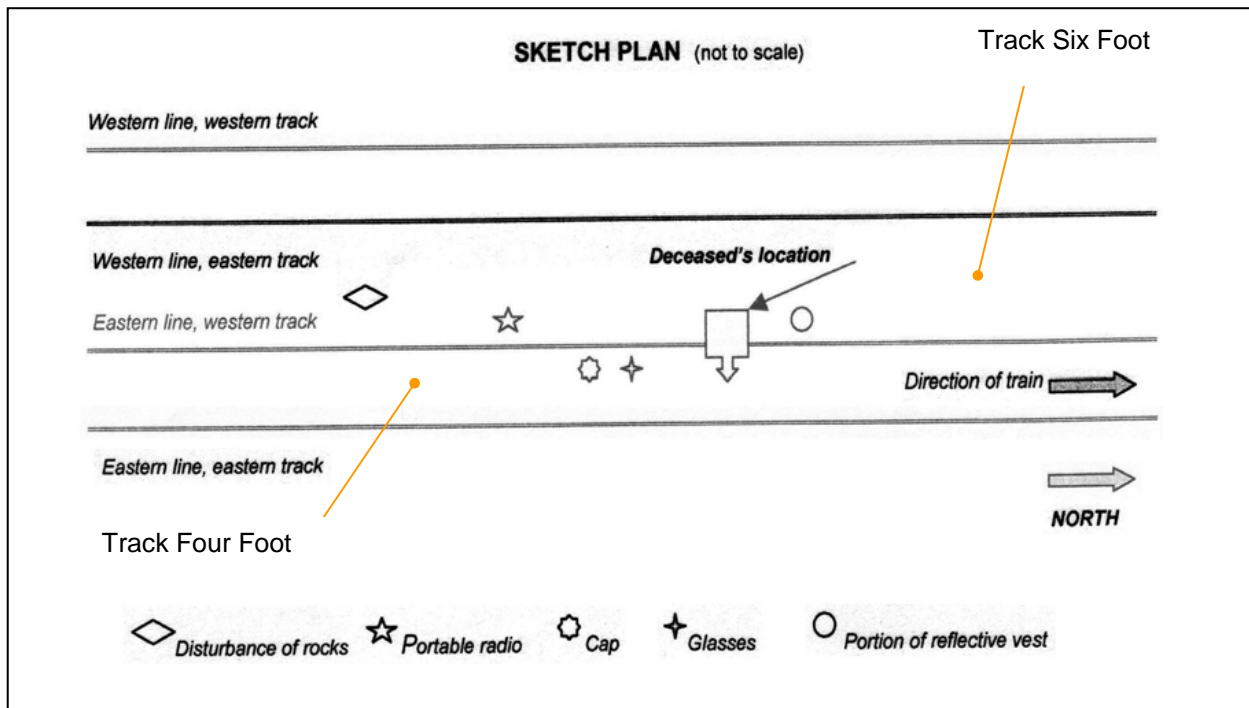 SKETCH PLAN (not to scale)
Track Six Foot
Western line, western track
Western line, eastern track
Deceased's location
Eastern line, western track
Direction of train
Eastern line, eastern track
NORTH
Track Four Foot
Disturbance of rocks
Portable radio
Cap
Glasses
Portion of reflective vest